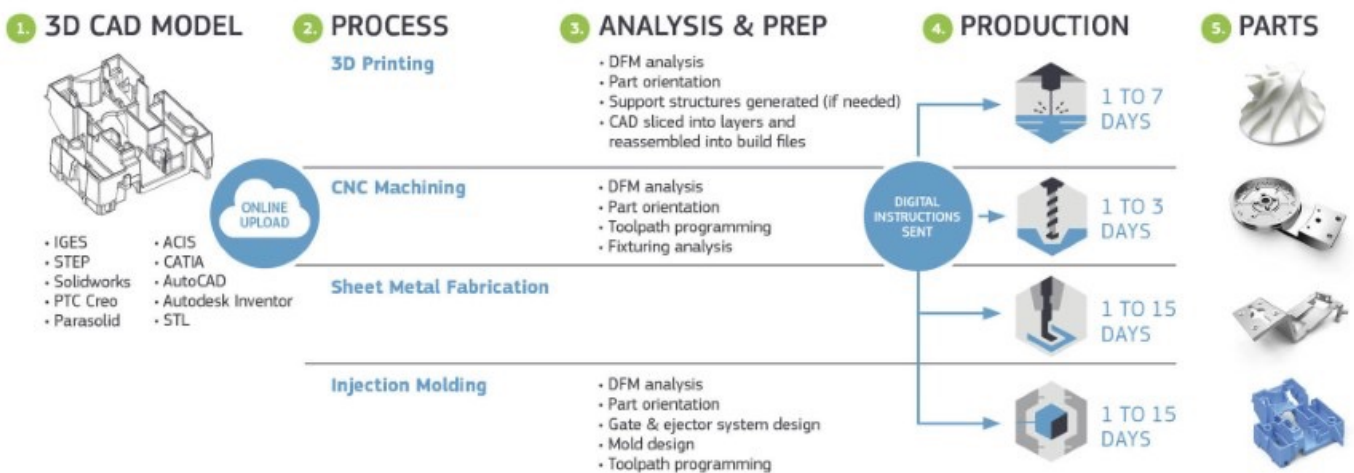 1. 3D CAD MODEL
• IGES
• STEP
• Solidworks
• PTC Creo
• Parasolid
• ACIS
• CATIA
• AutoCAD
• Autodesk Inventor
• STL
ONLINE
UPLOAD
2. PROCESS
3. ANALYSIS & PREP
4. PRODUCTION
5. PARTS
3D Printing
• DFM analysis
• Part orientation
• Support structures generated (if needed)
• CAD sliced into layers and
reassembled into build files
1 TO 7
DAYS
CNC Machining
• DFM analysis
• Part orientation
• Toolpath programming
• Fixturing analysis
DIGITAL
INSTRUCTIONS
SENT
1 TO 3
DAYS
Sheet Metal Fabrication
1 TO 15
DAYS
Injection Molding
• DFM analysis
• Part orientation
• Gate & ejector system design
• Mold design
• Toolpath programming
1 TO 15
DAYS